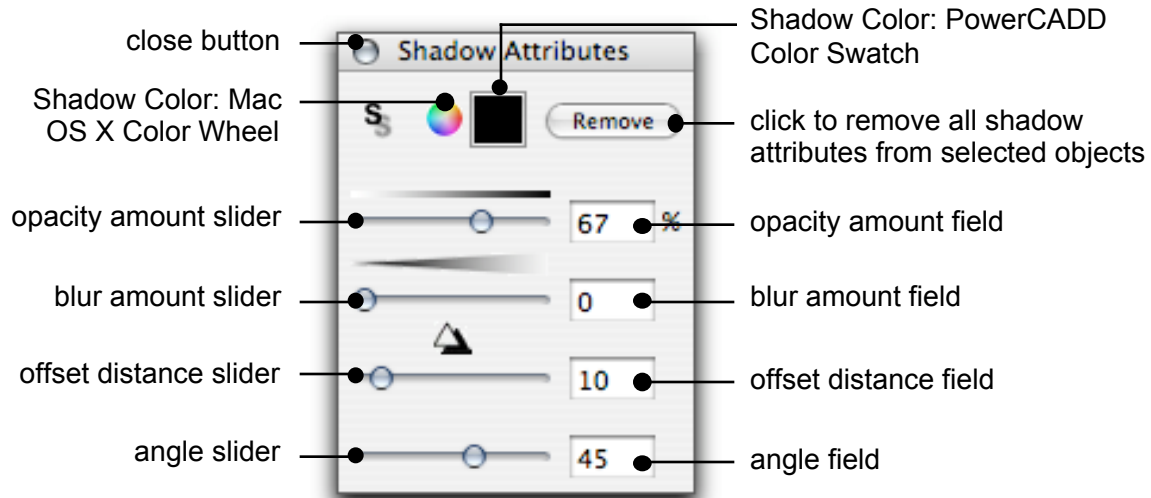 close button
Shadow Color: Mac
OS X Color Wheel
opacity amount slider
blur amount slider
offset distance slider
angle slider
Shadow Attributes
S
S
Remove
67 %
0
10
45
Shadow Color: PowerCADD
Color Swatch
click to remove all shadow
attributes from selected objects
opacity amount field
blur amount field
offset distance field
angle field